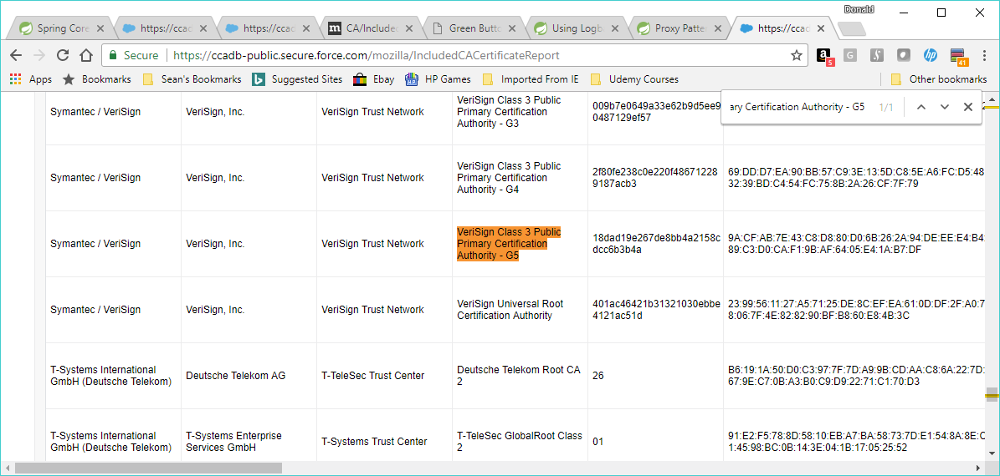 Donald
Spring Core
https://ccad
https://ccad
CA/Include
Green Butto
Using Logb
Proxy Patte
https://ccad
Secure
https://ccadb-public.secure.force.com/mozilla/IncludedCACertificateReport
5
41
Apps
Bookmarks
Sean's Bookmarks
Suggested Sites
Ebay
HP Games
Imported From IE
Udemy Courses
Other bookmarks
ary Certification Authority - G5
1/1
Symantec / VeriSign
VeriSign, Inc.
VeriSign Trust Network
VeriSign Class 3 Public
Primary Certification
Authority - G3
009b7e0649a33e62b9d5ee9
0487129ef57
Symantec / VeriSign
VeriSign, Inc.
VeriSign Trust Network
VeriSign Class 3 Public
Primary Certification
Authority - G4
2f80fe238c0e220f48671228
9187acb3
69:DD:D7:EA:90:BB:57:C9:3E:13:5D:C8:5E:A6:FC:D5:48
32:39:BD:C4:54:FC:75:8B:2A:26:CF:7F:79
Symantec / VeriSign
VeriSign, Inc.
VeriSign Trust Network
VeriSign Class 3 Public
Primary Certification
Authority - G5
18dad19e267de8bb4a2158c
dcc6b3b4a
9A:CF:AB:7E:43:C8:D8:80:D0:6B:26:2A:94:DE:EE:E4:B4
89:C3:D0:CA:F1:9B:AF:64:05:E4:1A:B7:DF
Symantec / VeriSign
VeriSign, Inc.
VeriSign Trust Network
VeriSign Universal Root
Certification Authority
401ac46421b31321030ebbe
4121ac51d
23:99:56:11:27:A5:71:25:DE:8C:EF:EA:61:0D:DF:2F:A0:7
8:06:7F:4E:82:82:90:BF:B8:60:E8:4B:3C
T-Systems International
GmbH (Deutsche Telekom)
Deutsche Telekom AG
T-TeleSec Trust Center
Deutsche Telekom Root CA
2
26
B6:19:1A:50:D0:C3:97:7F:7D:A9:9B:CD:AA:C8:6A:22:7D:
67:9E:C7:0B:A3:B0:C9:D9:22:71:C1:70:D3
T-Systems International
GmbH (Deutsche Telekom)
T-Systems Enterprise
Services GmbH
T-Systems Trust Center
T-TeleSec GlobalRoot Class
2
01
91:E2:F5:78:8D:58:10:EB:A7:BA:58:73:7D:E1:54:8A:8E:C
1:45:98:BC:0B:14:3E:04:1B:17:05:25:52